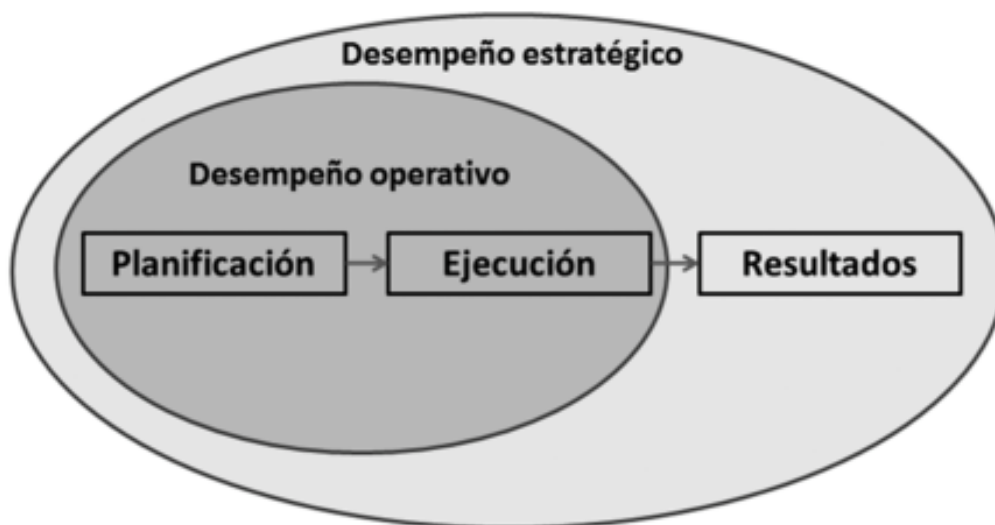 Desempeño estratégico
Desempeño operativo
Planificación
Ejecución
Resultados